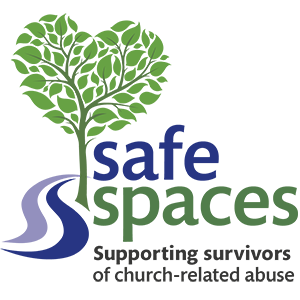 safe
spaces
Supporting survivors
of church-related abuse